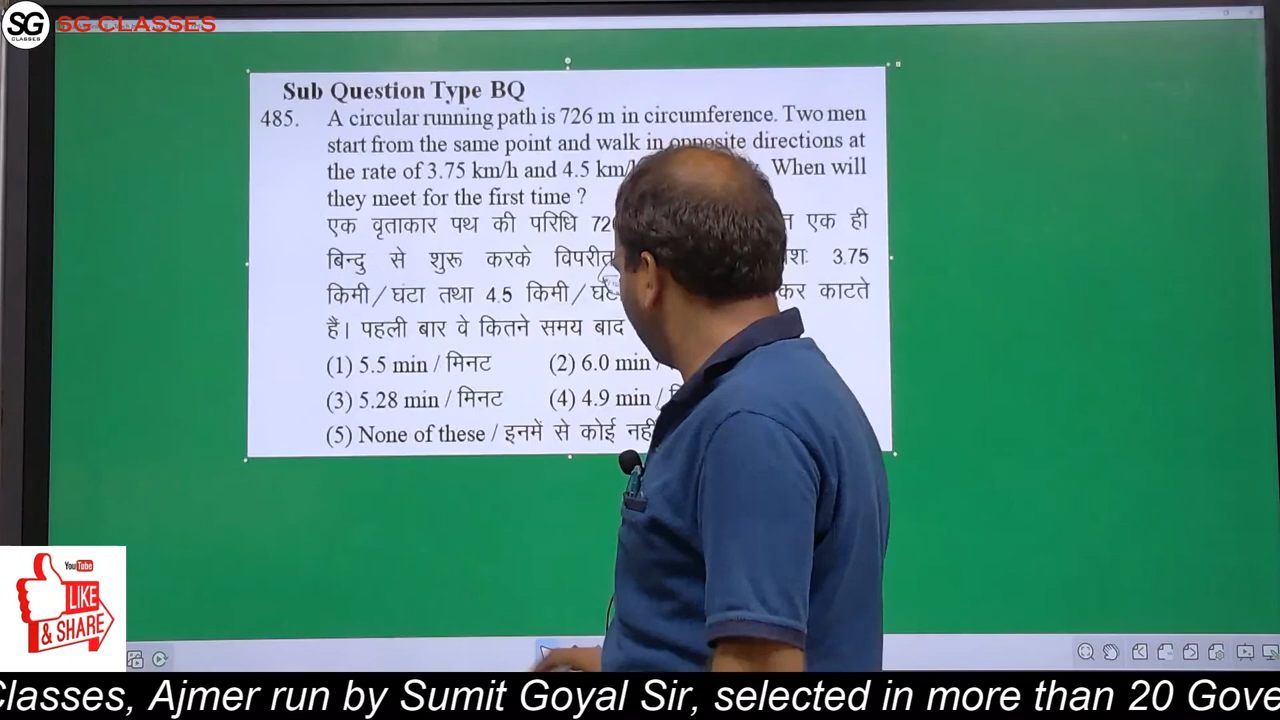 SG CLASSES
SG
CLASSES
Sub Question Type BQ
485. A circular running path is 726 m in circumference. Two men
start from the same point and walk in opposite directions at
the rate of 3.75 km/h and 4.5 km/ When will
they meet for the first time ?
एक वृताकार पथ की परिधि 72 एक ही
बिन्दु से शुरू करके विपरीत 3.75
किमी/घंटा तथा 4.5 किमी/ काटते
हैं। पहली बार वे कितने समय बाद
(1) 5.5 min / मिनट (2) 6.0 min /
(3) 5.28 min / मिनट (4) 4.9 min /
(5) None of these / इनमें से कोई नहीं
YouTube
LIKE
& SHARE
Classes, Ajmer run by Sumit Goyal Sir, selected in more than 20 Gove